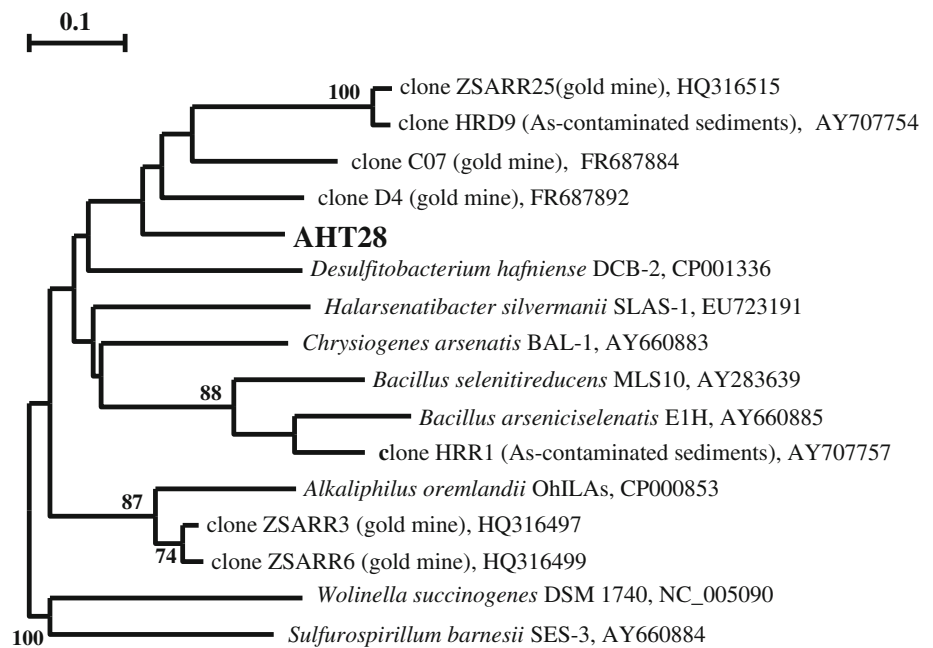 0.1
100
clone ZSARR25(gold mine), HQ316515
clone HRD9 (As-contaminated sediments), AY707754
clone C07 (gold mine), FR687884
clone D4 (gold mine), FR687892
AHT28
Desulfitobacterium hafniense DCB-2, CP001336
Halarsenatibacter silvermanii SLAS-1, EU723191
Chrysiogenes arsenatis BAL-1, AY660883
88
Bacillus selenitireducens MLS10, AY283639
Bacillus arseniciselenatis E1H, AY660885
clone HRR1 (As-contaminated sediments), AY707757
87
Alkaliphilus oremlandii OhILAs, CP000853
clone ZSARR3 (gold mine), HQ316497
74
clone ZSARR6 (gold mine), HQ316499
Wolinella succinogenes DSM 1740, NC_005090
100
Sulfurospirillum barnesii SES-3, AY660884